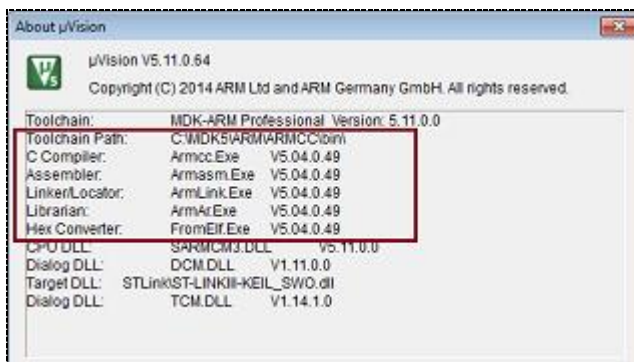 About µVision
µVision V5.11.0.64
Copyright (C) 2014 ARM Ltd and ARM Germany GmbH. All rights reserved.
Toolchain: MDK-ARM Professional Version: 5.11.0.0
Toolchain Path: C:\MDK5\ARM\ARMCC\bin\
C Compiler: Armcc.Exe V5.04.0.49
Assembler: Armasm.Exe V5.04.0.49
Linker/Locator: ArmLink.Exe V5.04.0.49
Librarian: ArmAr.Exe V5.04.0.49
Hex Converter: FromElf.Exe V5.04.0.49
CPU DLL: SARMCM3.DLL V5.11.0.0
Dialog DLL: DCM.DLL V1.11.0.0
Target DLL: STLink\ST-LINKIII-KEIL_SWO.dll
Dialog DLL: TCM.DLL V1.14.1.0